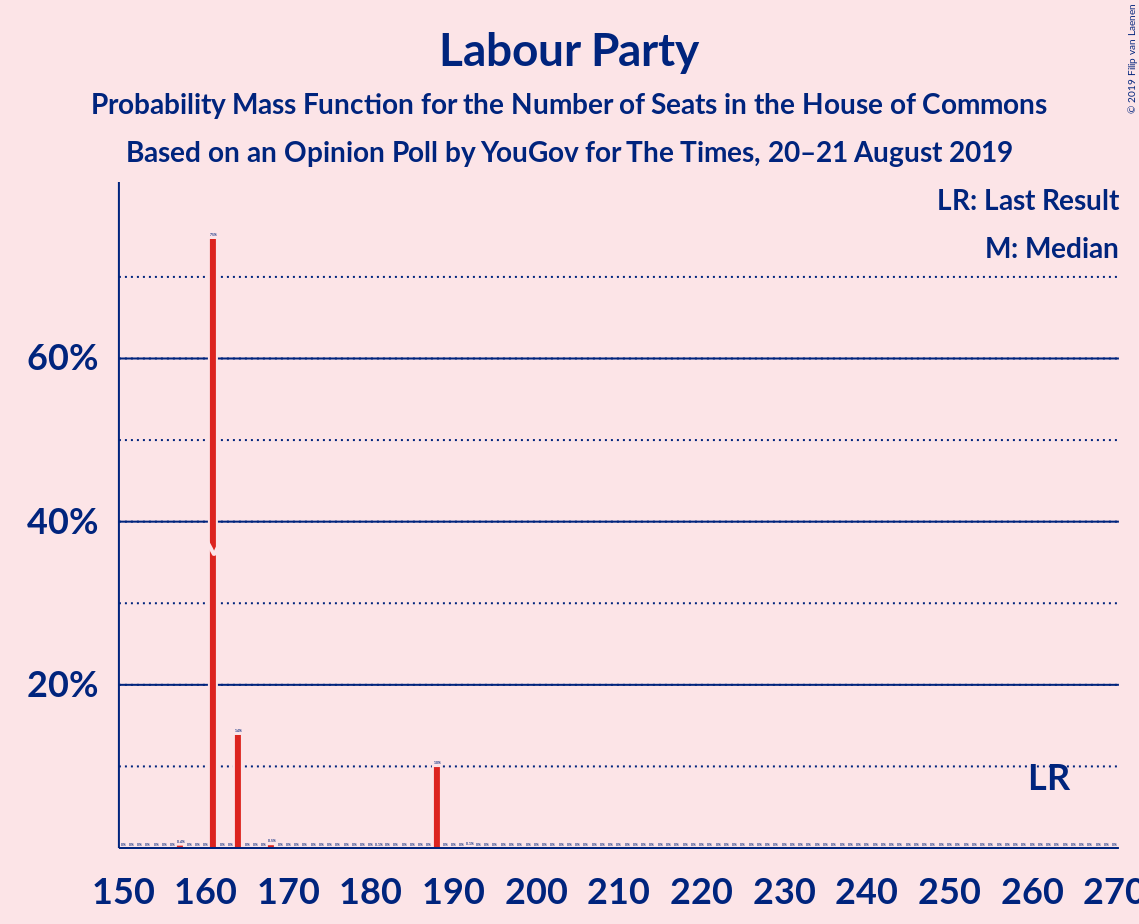 Labour Party
Probability Mass Function for the Number of Seats in the House of Commons
Based on an Opinion Poll by YouGov for The Times, 20–21 August 2019
© 2019 Filip van Laenen
LR: Last Result
M: Median
60%
40%
20%
LR
150 160 170 180 190 200 210 220 230 240 250 260 270